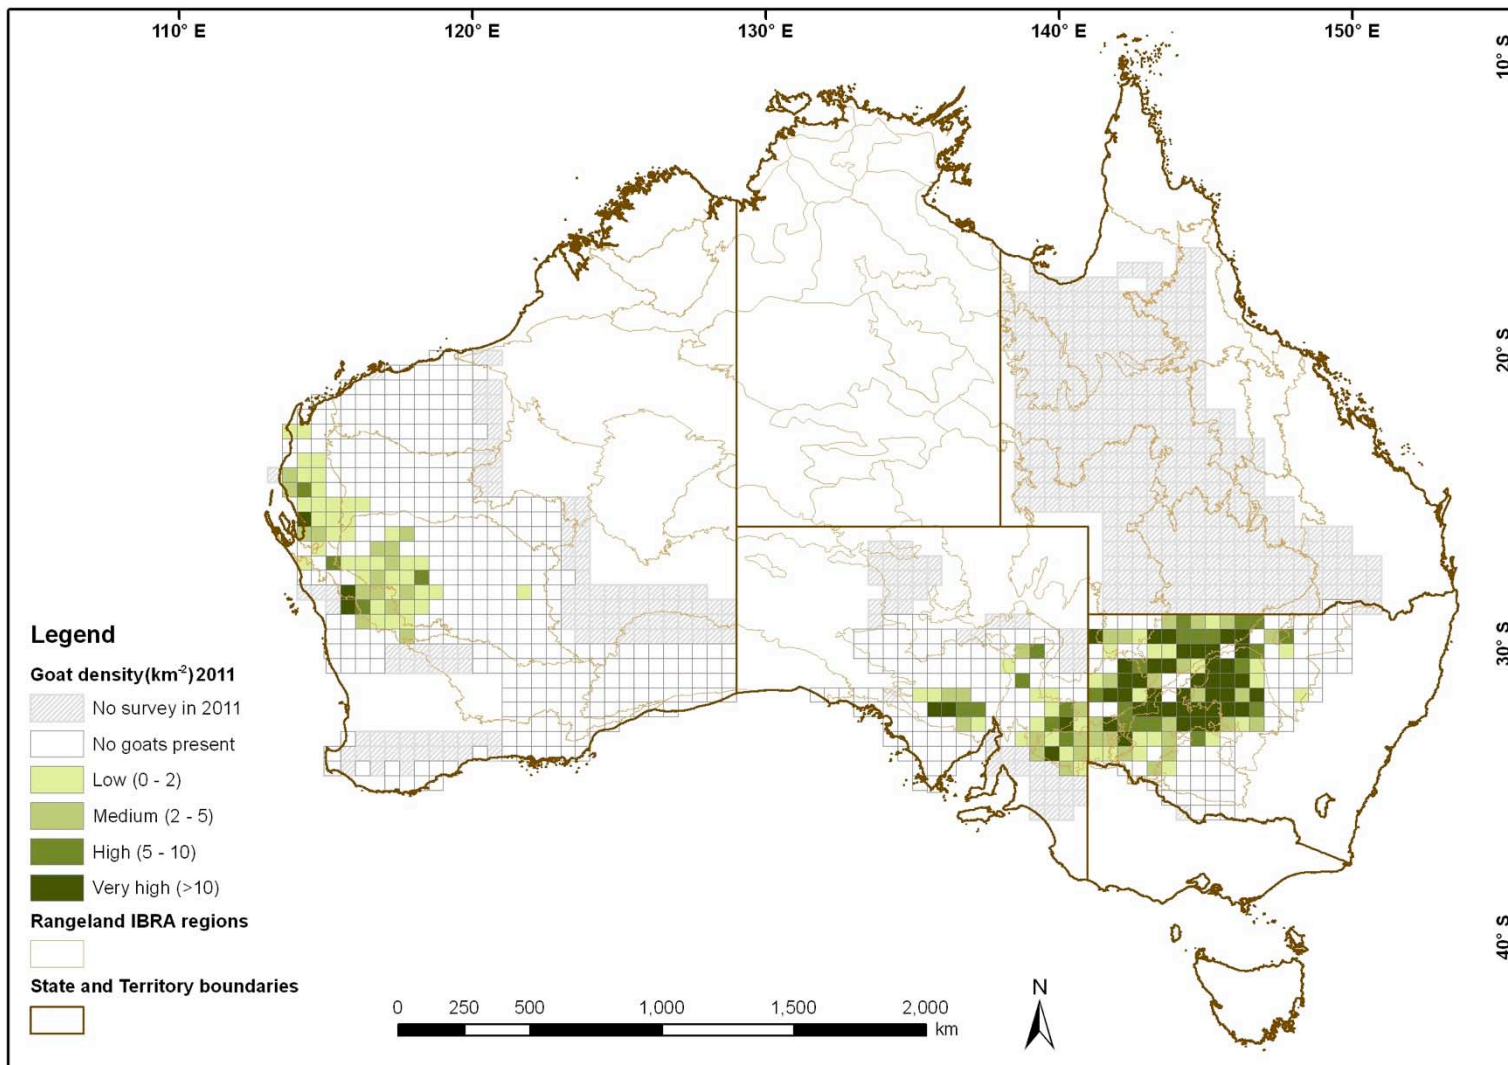 110° E 120° E 130° E 140° E 150° E
10° S
20° S
30° S
40° S
Legend
Goat density(km⁻²)2011
No survey in 2011
No goats present
Low (0 - 2)
Medium (2 - 5)
High (5 - 10)
Very high (>10)
Rangeland IBRA regions
State and Territory boundaries
0 250 500 1,000 1,500 2,000
km
N